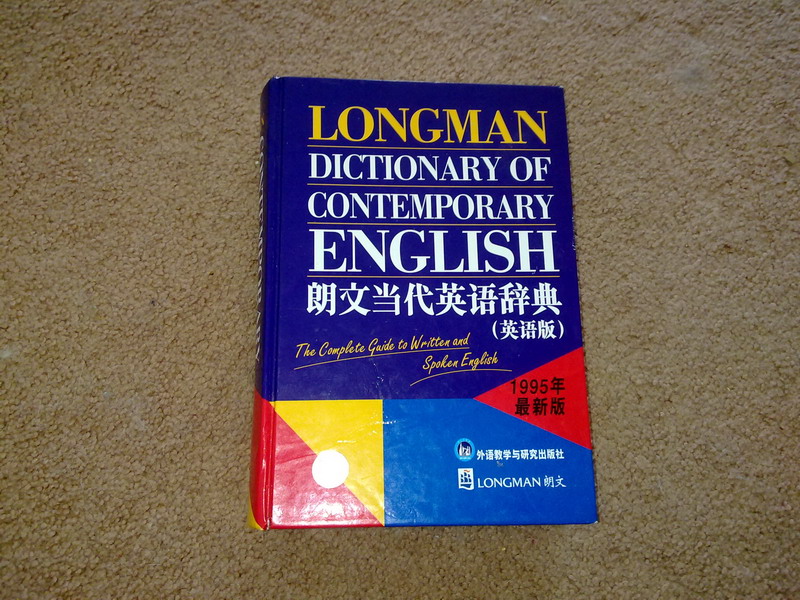 LONGMAN
DICTIONARY OF
CONTEMPORARY
ENGLISH
朗文当代英语辞典
(英语版)
The Complete Guide to Written and
Spoken English
1995年
最新版
外语教学与研究出版社
LONGMAN 朗文